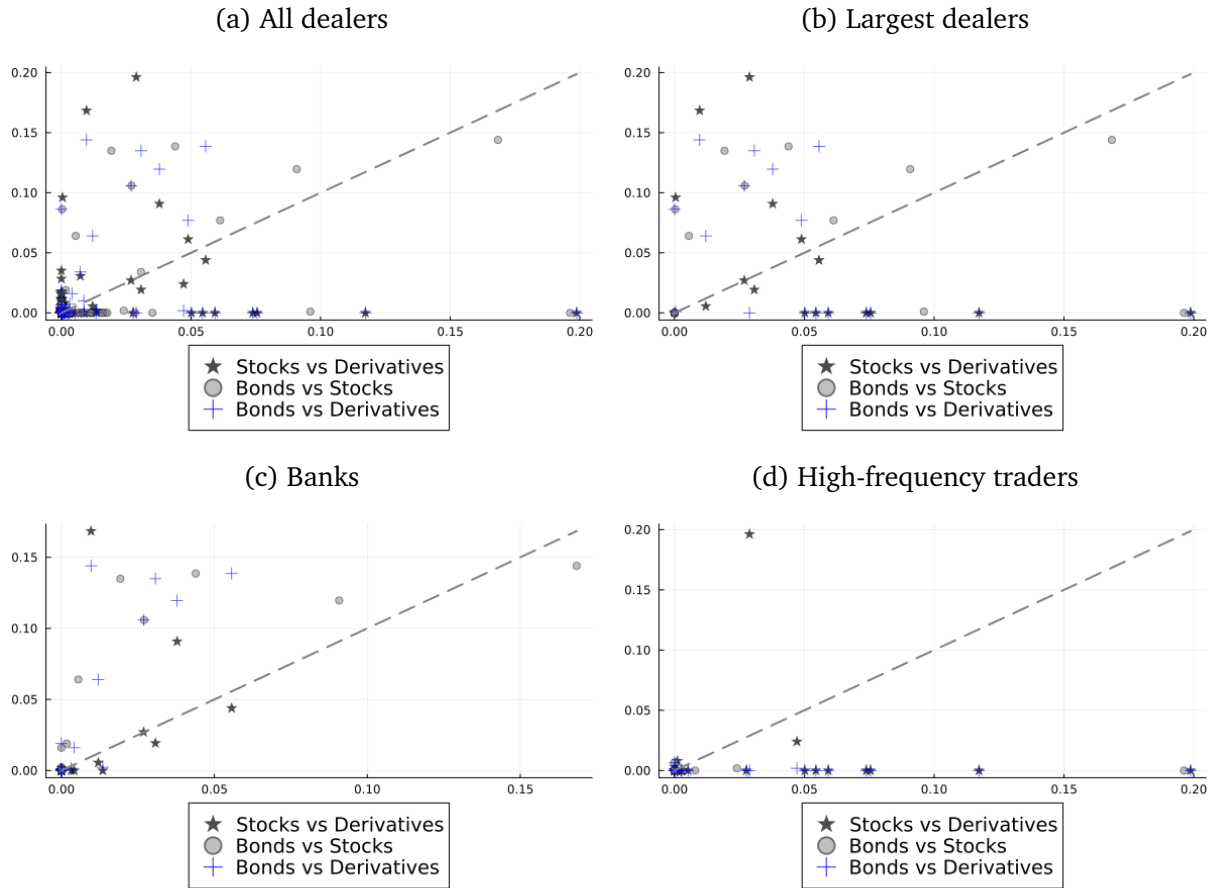 (a) All dealers
0.20
0.15
0.10
0.05
0.00
0.00 0.05 0.10 0.15 0.20
Stocks vs Derivatives
Bonds vs Stocks
Bonds vs Derivatives
(b) Largest dealers
0.20
0.15
0.10
0.05
0.00
0.00 0.05 0.10 0.15 0.20
Stocks vs Derivatives
Bonds vs Stocks
Bonds vs Derivatives
(c) Banks
0.15
0.10
0.05
0.00
0.00 0.05 0.10 0.15
Stocks vs Derivatives
Bonds vs Stocks
Bonds vs Derivatives
(d) High-frequency traders
0.20
0.15
0.10
0.05
0.00
0.00 0.05 0.10 0.15 0.20
Stocks vs Derivatives
Bonds vs Stocks
Bonds vs Derivatives